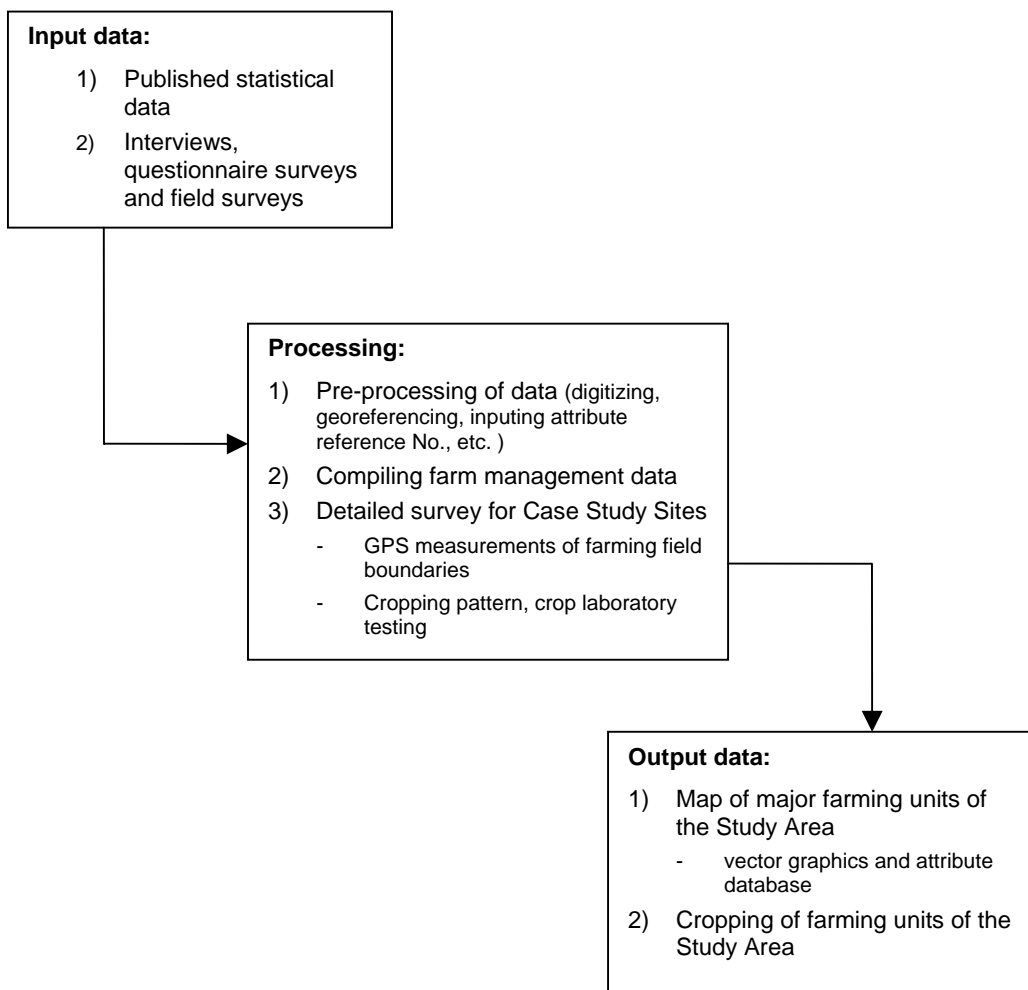 Input data:
1) Published statistical
data
2) Interviews,
questionnaire surveys
and field surveys
Processing:
1) Pre-processing of data (digitizing,
georeferencing, inputing attribute
reference No., etc. )
2) Compiling farm management data
3) Detailed survey for Case Study Sites
- GPS measurements of farming field
boundaries
- Cropping pattern, crop laboratory
testing
Output data:
1) Map of major farming units of
the Study Area
- vector graphics and attribute
database
2) Cropping of farming units of the
Study Area